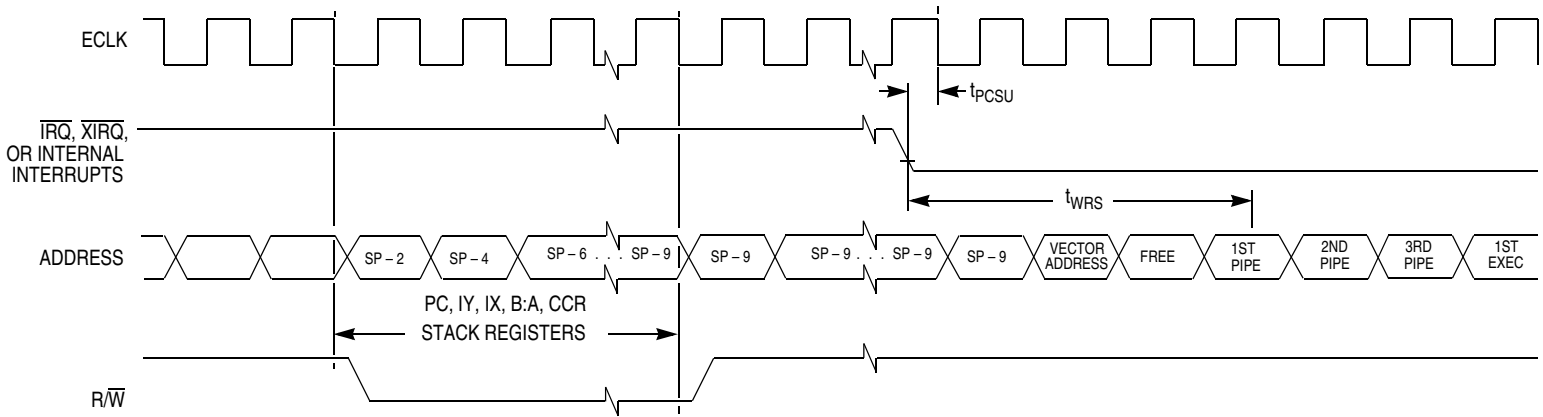 ECLK
tPCSU
IRQ, XIRQ,
OR INTERNAL
INTERRUPTS
tWRS
ADDRESS
SP – 2
SP – 4
SP – 6 . . . SP – 9
SP – 9
SP – 9 . . . SP – 9
SP – 9
VECTOR
ADDRESS
FREE
1ST
PIPE
2ND
PIPE
3RD
PIPE
1ST
EXEC
PC, IY, IX, B:A, CCR
STACK REGISTERS
R/W